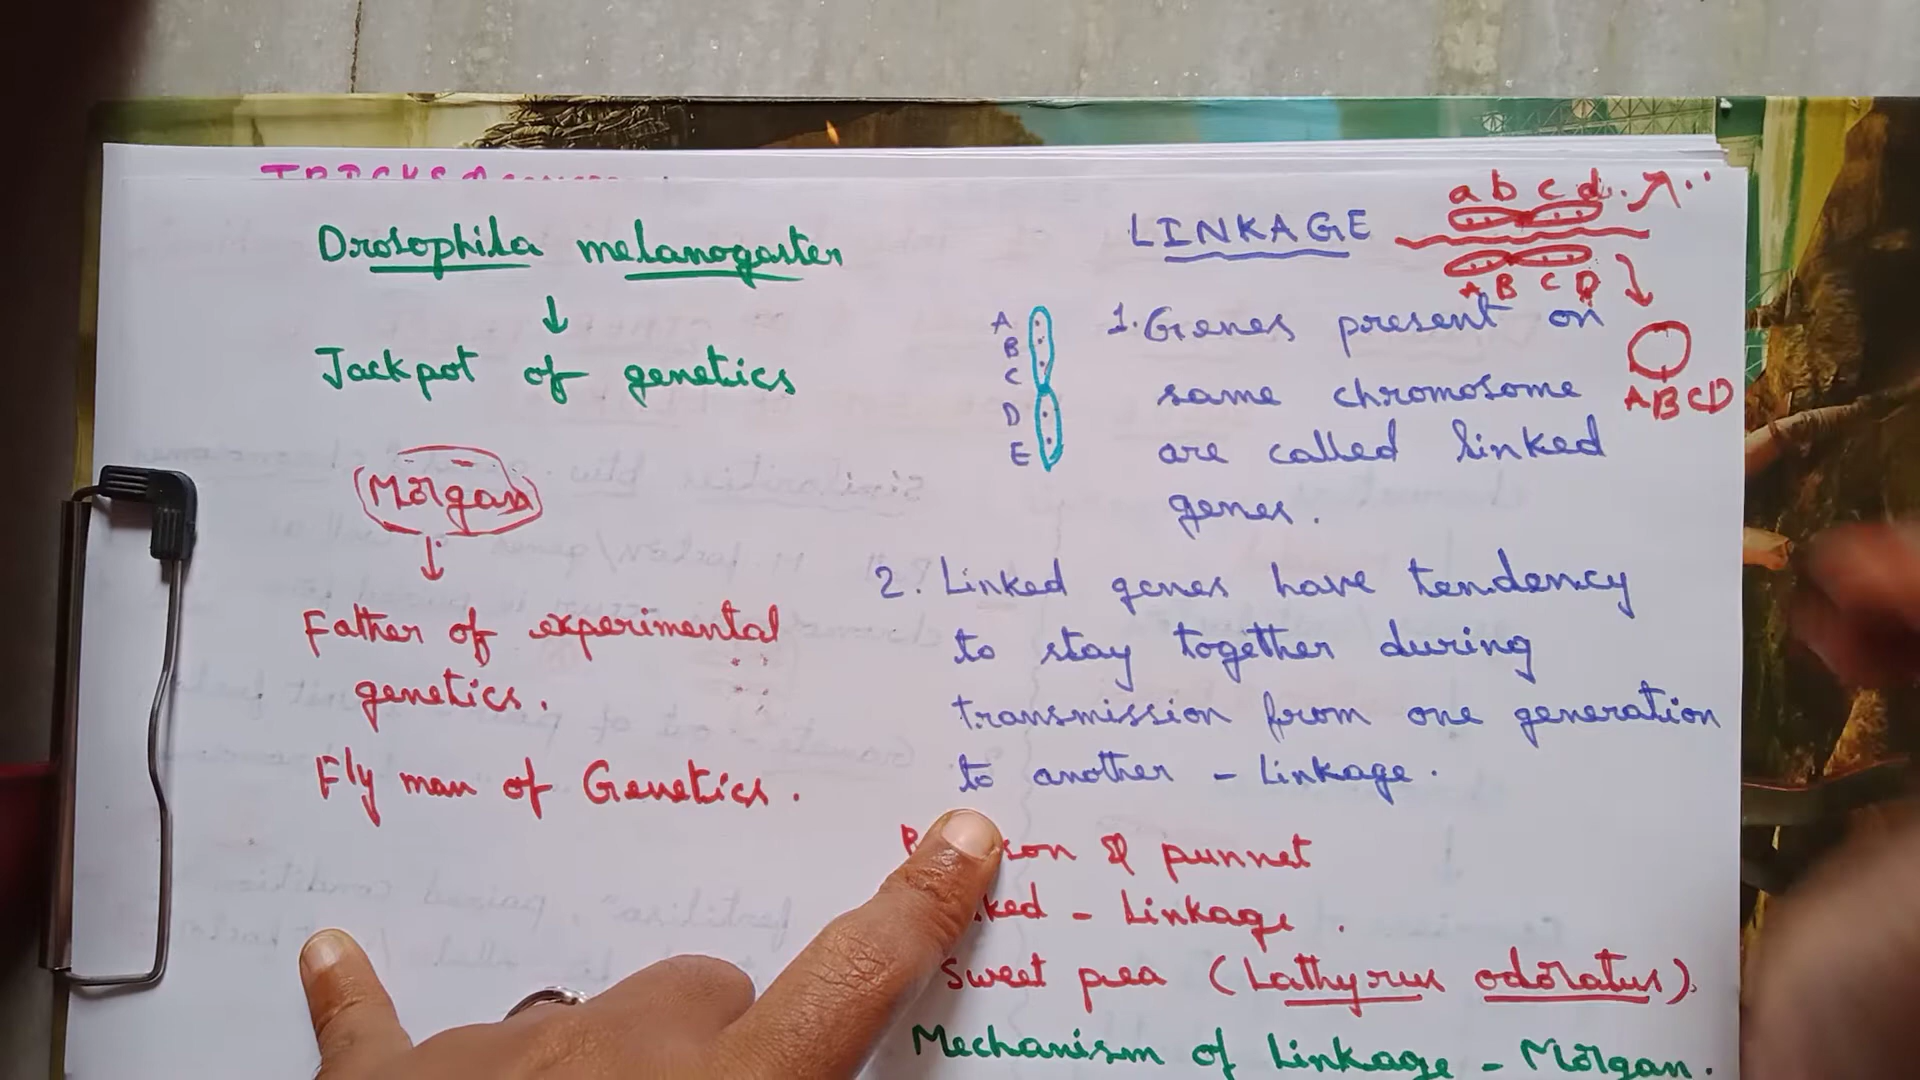 Drosophila melanogaster
↓
Jackpot of genetics
Morgan
↓
Father of experimental
genetics.
Fly man of Genetics.
LINKAGE
a b c d
A B C D
A B C D
A
B
C
D
E
1. Genes present on
same chromosome
are called linked
genes.
2. Linked genes have tendency
to stay together during
transmission from one generation
to another - Linkage.
& punnet
- Linkage.
Sweet pea (Lathyrus odoratus).
Mechanism of Linkage - Morgan.